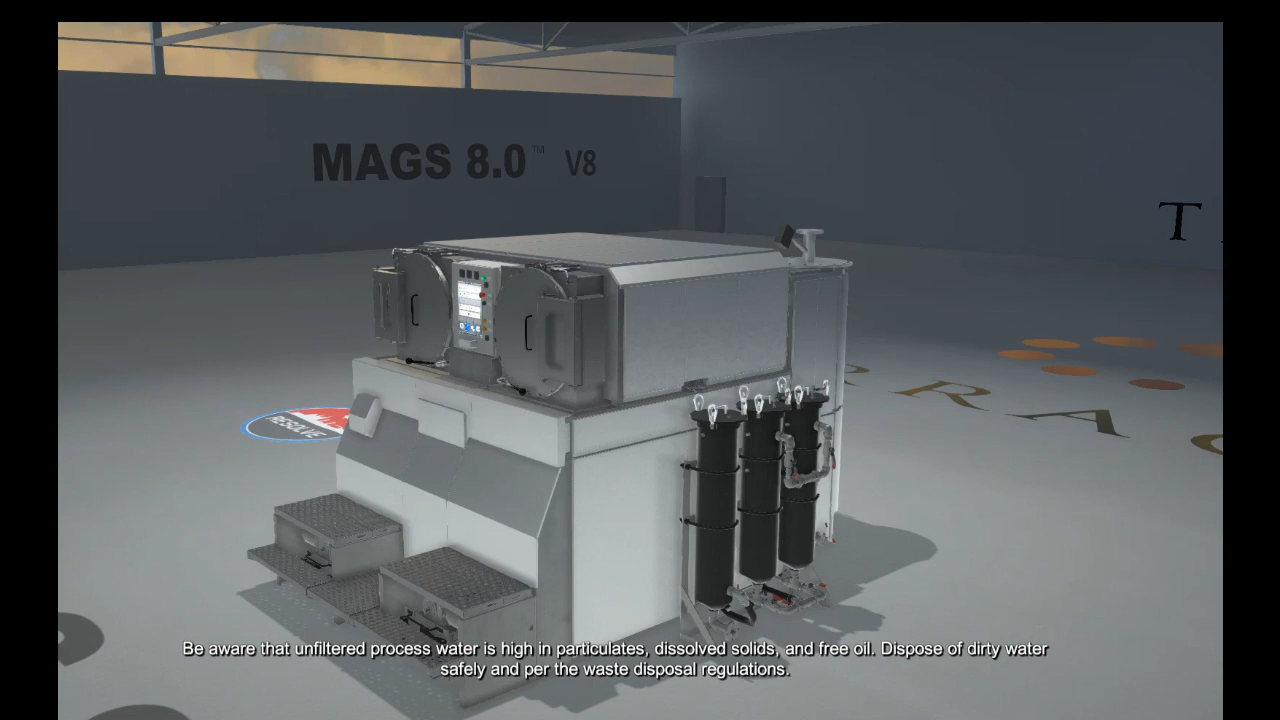 MAGS 8.0™ V8
T
RESOLVE
R A
Be aware that unfiltered process water is high in particulates, dissolved solids, and free oil. Dispose of dirty water
safely and per the waste disposal regulations.